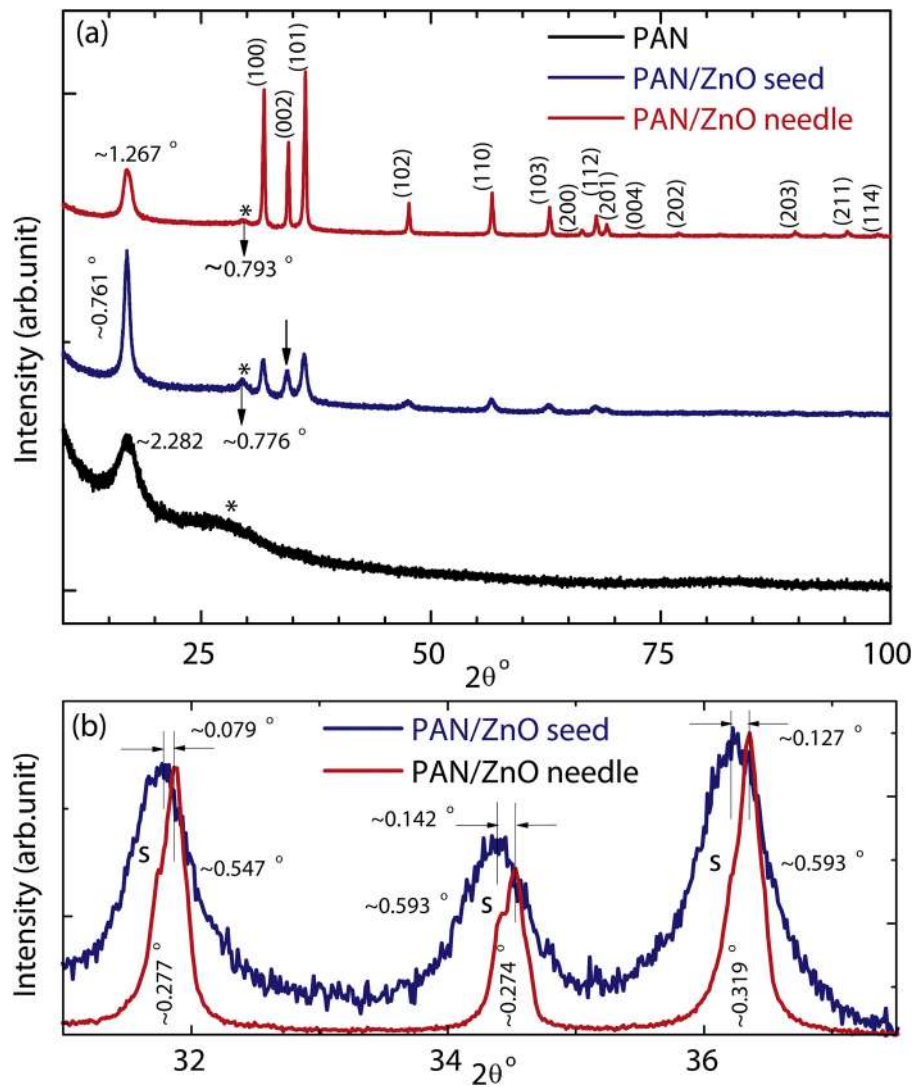 (a)
PAN
PAN/ZnO seed
PAN/ZnO needle
(100)
(002)
(101)
(102)
(110)
(103)
(200)
(112)
(201)
(004)
(202)
(203)
(211)
(114)
~1.267 °
*
~0.793 °
~0.761 °
*
~0.776 °
~2.282
*
Intensity (arb.unit)
25
50
75
100
2θ°
(b)
PAN/ZnO seed
PAN/ZnO needle
~0.079 °
~0.142 °
~0.127 °
S
~0.547 °
~0.593 °
S
S
~0.593 °
~0.277 °
~0.274 °
~0.319 °
Intensity (arb.unit)
32
34
36
2θ°